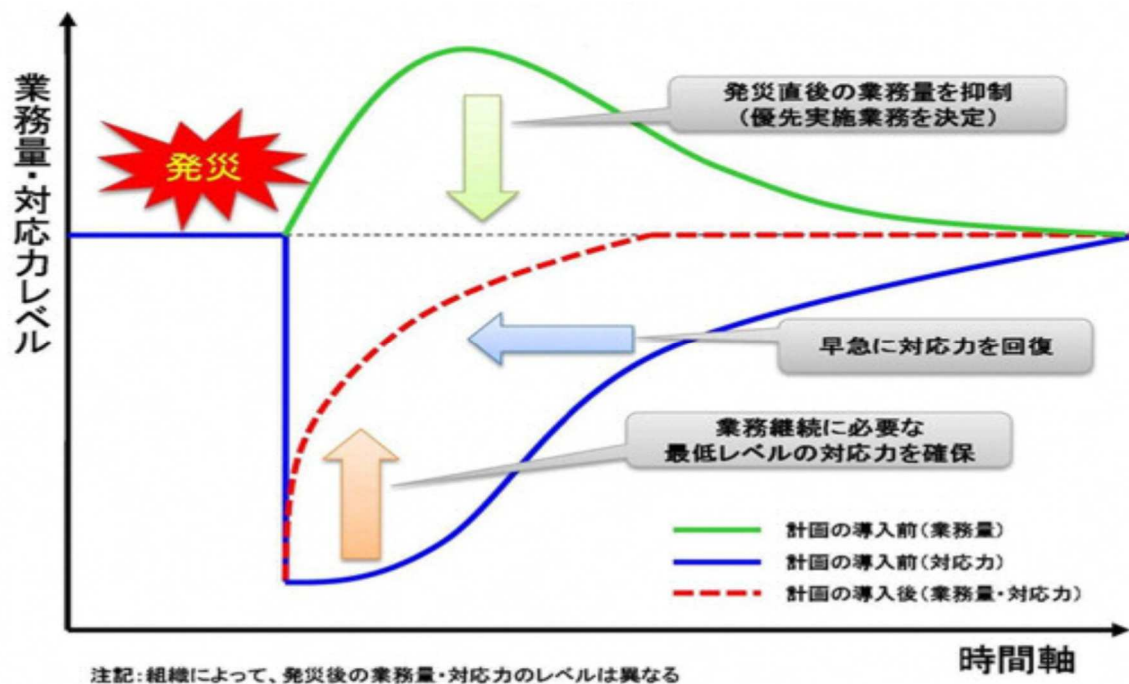 業務量・対応力レベル
発災
発災直後の業務量を抑制
(優先実施業務を決定)
早急に対応力を回復
業務継続に必要な
最低レベルの対応力を確保
計画の導入前(業務量)
計画の導入前(対応力)
計画の導入後(業務量・対応力)
時間軸
注記:組織によって、発災後の業務量・対応力のレベルは異なる